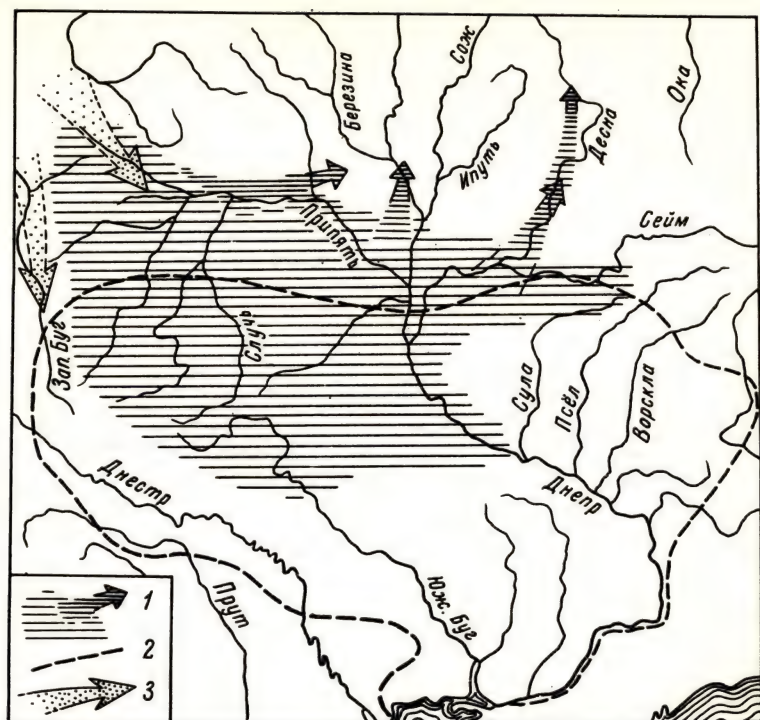 Березина
Сож
Ока
Ипуть
Десна
Припять
Сейм
Случь
Зап. Буг
Сула
Псёл
Ворскла
Днестр
Днепр
Прут
Юж. Буг
1
2
3